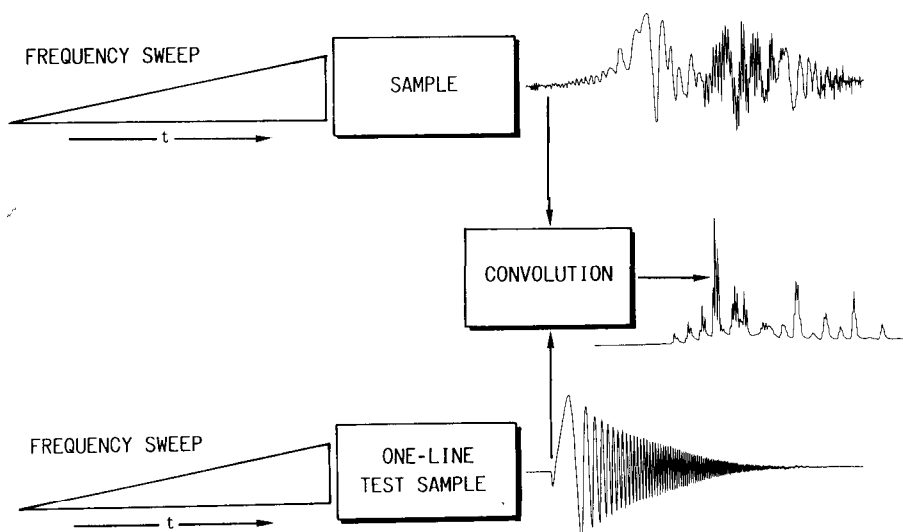 FREQUENCY SWEEP
SAMPLE
t
CONVOLUTION
FREQUENCY SWEEP
ONE-LINE
TEST SAMPLE
t